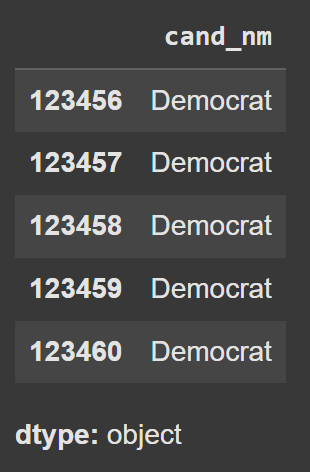 cand_nm
123456 Democrat
123457 Democrat
123458 Democrat
123459 Democrat
123460 Democrat
dtype: object